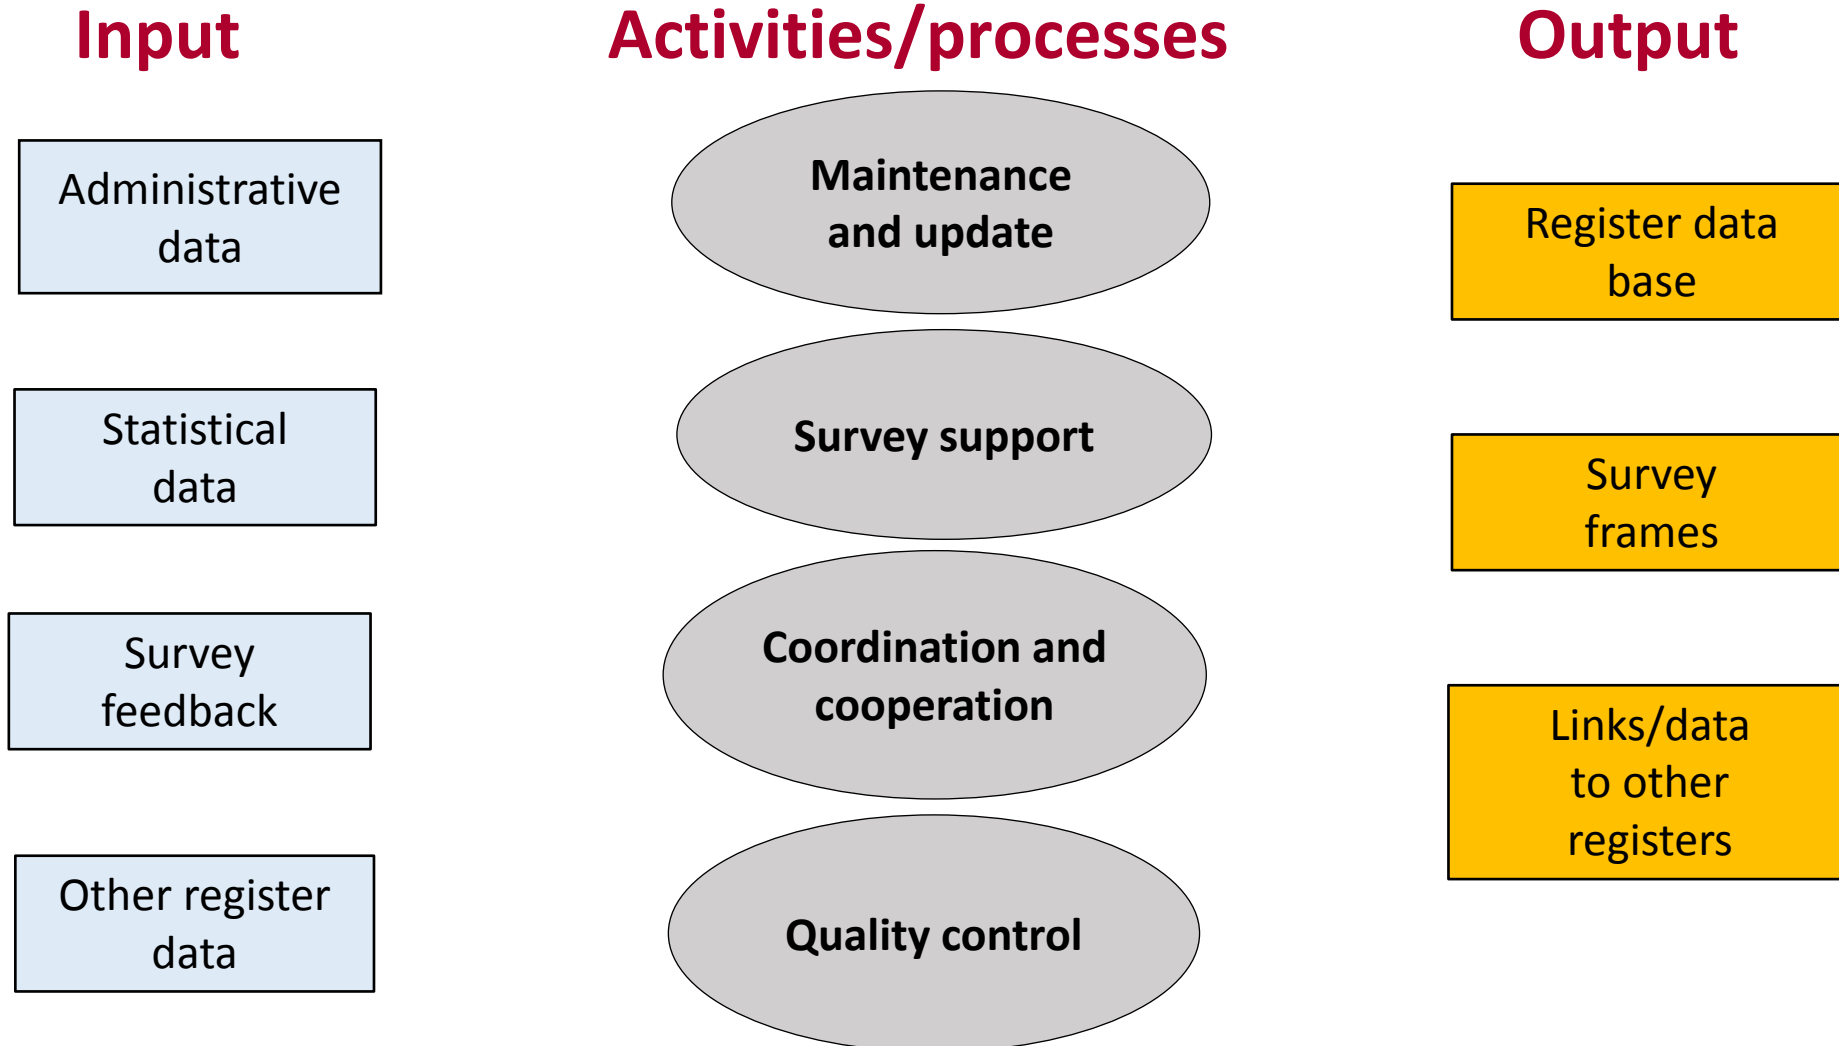 Input
Activities/processes
Output
Administrative
data
Statistical
data
Survey
feedback
Other register
data
Maintenance
and update
Survey support
Coordination and
cooperation
Quality control
Register data
base
Survey
frames
Links/data
to other
registers